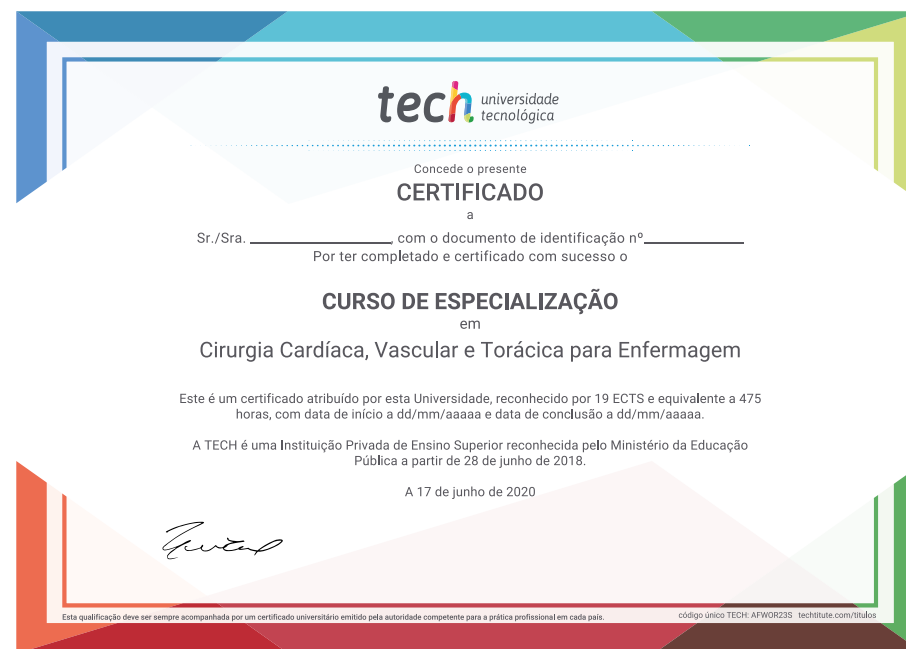 tech universidade
tecnológica
Concede o presente
CERTIFICADO
a
Sr./Sra. ____________________, com o documento de identificação nº______________
Por ter completado e certificado com sucesso o
CURSO DE ESPECIALIZAÇÃO
em
Cirurgia Cardíaca, Vascular e Torácica para Enfermagem
Este é um certificado atribuído por esta Universidade, reconhecido por 19 ECTS e equivalente a 475
horas, com data de início a dd/mm/aaaaa e data de conclusão a dd/mm/aaaaa.
A TECH é uma Instituição Privada de Ensino Superior reconhecida pelo Ministério da Educação
Pública a partir de 28 de junho de 2018.
A 17 de junho de 2020
Esta qualificação deve ser sempre acompanhada por um certificado universitário emitido pela autoridade competente para a prática profissional em cada país.
código único TECH: AFWOR23S techtitute.com/titulos